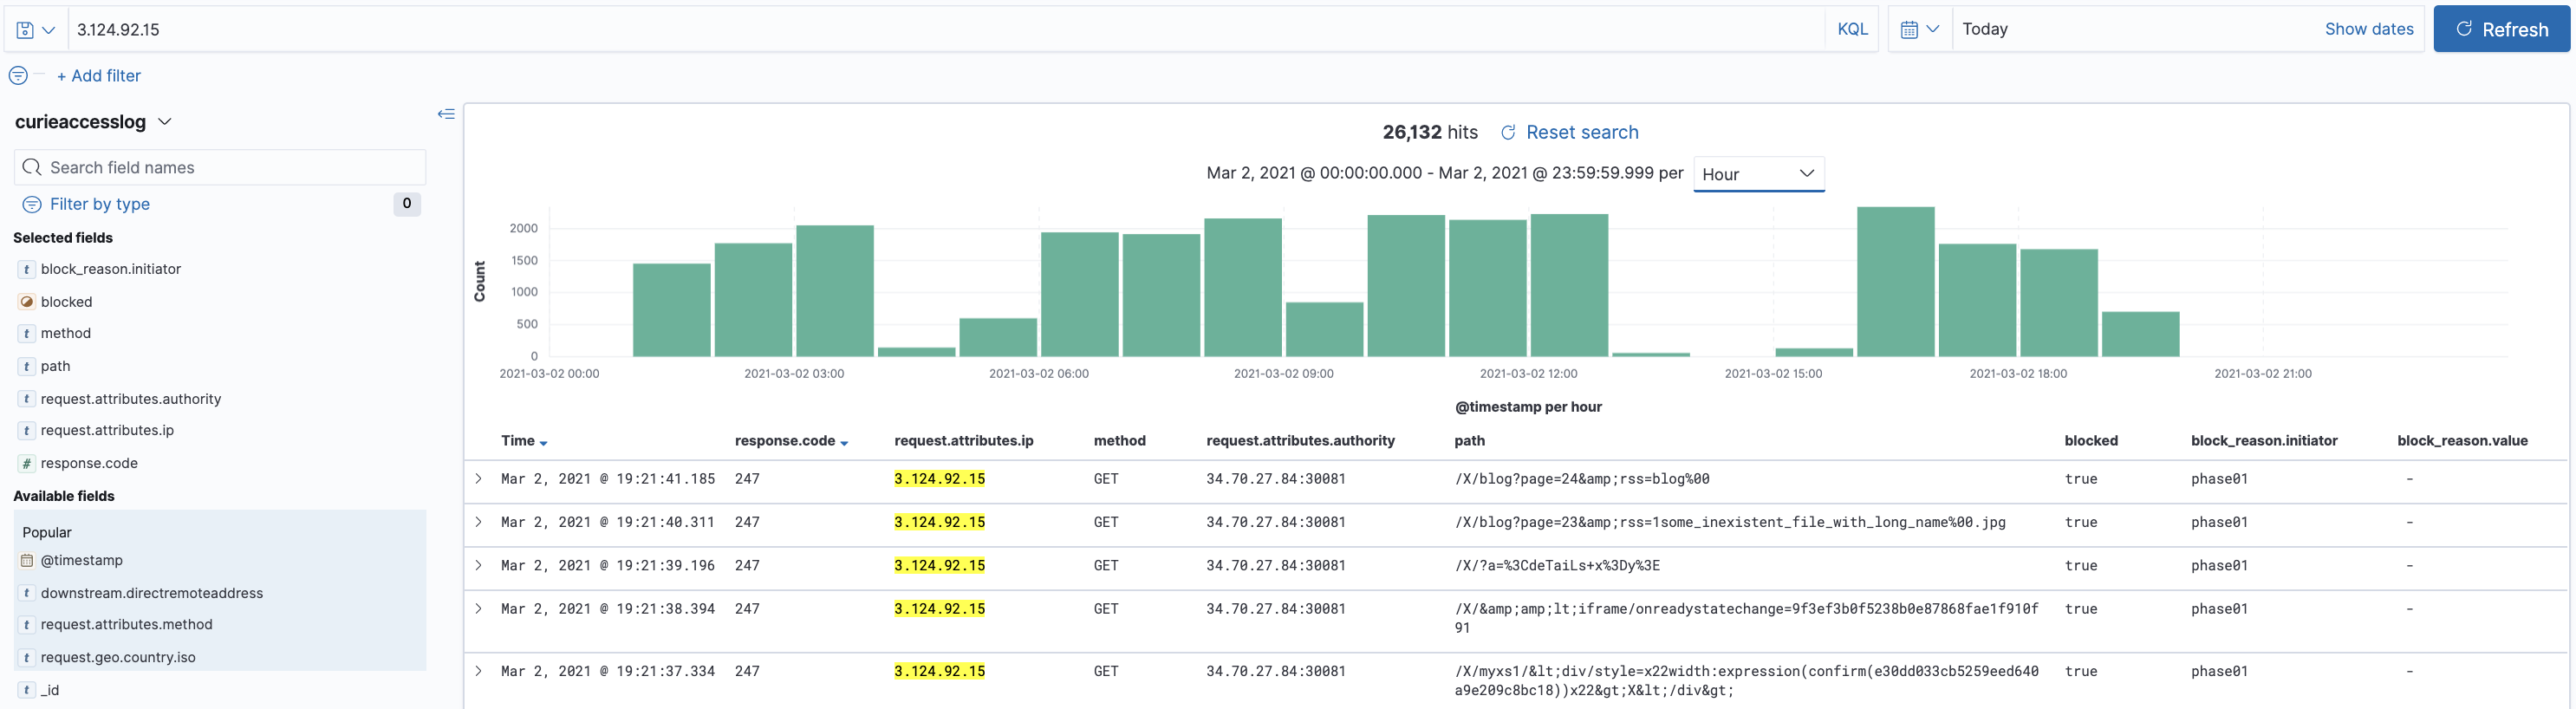 3.124.92.15 KQL Today Show dates Refresh
+ Add filter
curieaccesslog
Search field names
Filter by type 0
Selected fields
t block_reason.initiator
blocked
t method
t path
t request.attributes.authority
t request.attributes.ip
# response.code
Available fields
Popular
@timestamp
t downstream.directremoteaddress
t request.attributes.method
t request.geo.country.iso
t _id
26,132 hits Reset search
Mar 2, 2021 @ 00:00:00.000 - Mar 2, 2021 @ 23:59:59.999 per Hour
Count
2000
1500
1000
500
0
2021-03-02 00:00 2021-03-02 03:00 2021-03-02 06:00 2021-03-02 09:00 2021-03-02 12:00 2021-03-02 15:00 2021-03-02 18:00 2021-03-02 21:00
@timestamp per hour
Time response.code request.attributes.ip method request.attributes.authority path blocked block_reason.initiator block_reason.value
Mar 2, 2021 @ 19:21:41.185 247 3.124.92.15 GET 34.70.27.84:30081 /X/blog?page=24&amp;rss=blog%00 true phase01 -
Mar 2, 2021 @ 19:21:40.311 247 3.124.92.15 GET 34.70.27.84:30081 /X/blog?page=23&amp;rss=1some_inexistent_file_with_long_name%00.jpg true phase01 -
Mar 2, 2021 @ 19:21:39.196 247 3.124.92.15 GET 34.70.27.84:30081 /X/?a=%3CdeTaiLs+x%3Dy%3E true phase01 -
Mar 2, 2021 @ 19:21:38.394 247 3.124.92.15 GET 34.70.27.84:30081 /X/&amp;amp;lt;iframe/onreadystatechange=9f3ef3b0f5238b0e87868fae1f910f true phase01 -
91
Mar 2, 2021 @ 19:21:37.334 247 3.124.92.15 GET 34.70.27.84:30081 /X/myxs1/&lt;div/style=x22width:expression(confirm(e30dd033cb5259eed640 true phase01 -
a9e209c8bc18))x22&gt;X&lt;/div&gt;